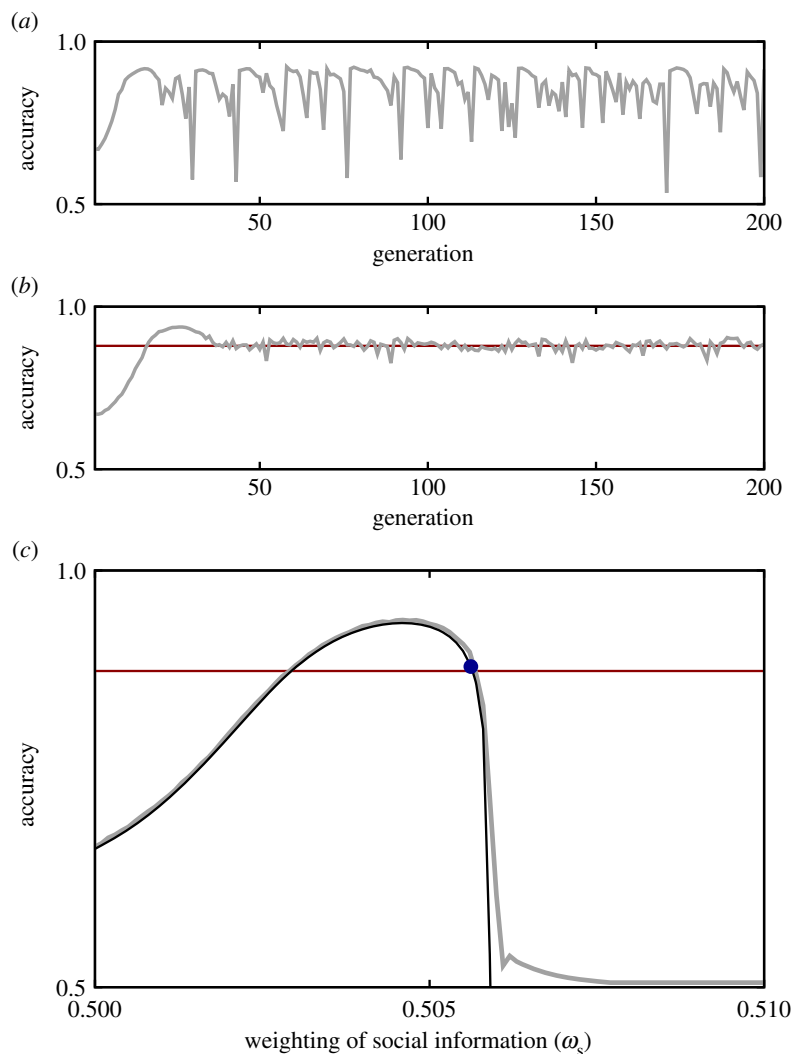 (a)
1.0
accuracy
0.5
50 100 150 200
generation
(b)
1.0
accuracy
0.5
50 100 150 200
generation
(c)
1.0
accuracy
0.5
0.500 0.505 0.510
weighting of social information (ωs)